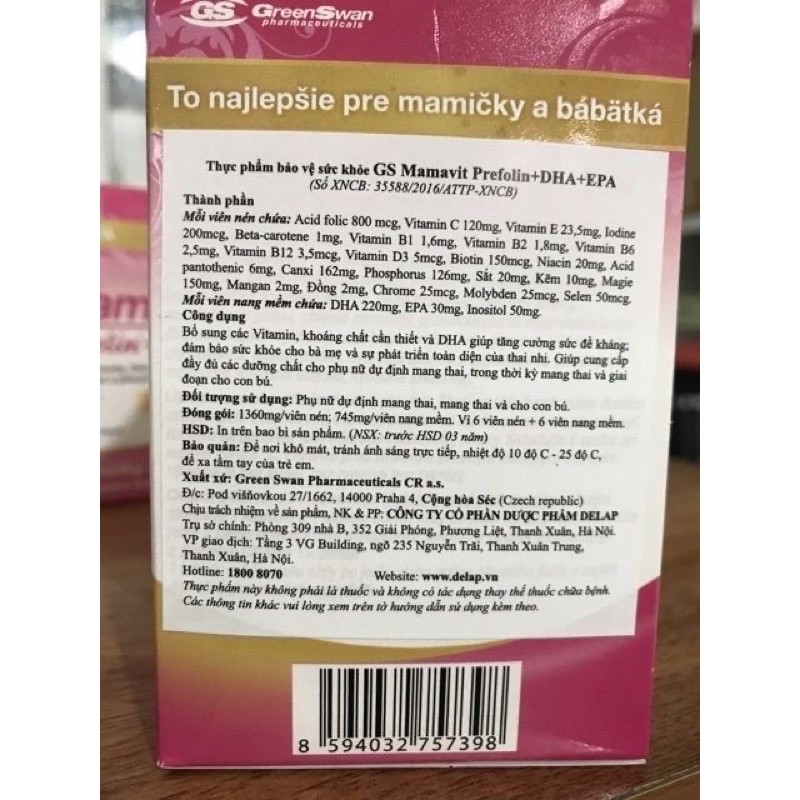 GS GreenSwan
pharmaceuticals
To najlepšie pre mamičky a bábätká
Thực phẩm bảo vệ sức khỏe GS Mamavit Prefolin+DHA+EPA
(Số XNCB: 35588/2016/ATTP-XNCB)
Thành phần
Mỗi viên nén chứa: Acid folic 800 mcg, Vitamin C 120mg, Vitamin E 23,5mg, Iodine
200mcg, Beta-carotene 1mg, Vitamin B1 1,6mg, Vitamin B2 1,8mg, Vitamin B6
2,5mg, Vitamin B12 3,5mcg, Vitamin D3 5mcg, Biotin 150mcg, Niacin 20mg, Acid
pantothenic 6mg, Canxi 162mg, Phosphorus 126mg, Sắt 20mg, Kẽm 10mg, Magie
150mg, Mangan 2mg, Đồng 2mg, Chrome 25mcg, Molybden 25mcg, Selen 50mcg.
Mỗi viên nang mềm chứa: DHA 220mg, EPA 30mg, Inositol 50mg.
Công dụng
Bổ sung các Vitamin, khoáng chất cần thiết và DHA giúp tăng cường sức đề kháng;
đảm bảo sức khỏe cho bà mẹ và sự phát triển toàn diện của thai nhi. Giúp cung cấp
đầy đủ các dưỡng chất cho phụ nữ dự định mang thai, trong thời kỳ mang thai và giai
đoạn cho con bú.
Đối tượng sử dụng: Phụ nữ dự định mang thai, mang thai và cho con bú.
Đóng gói: 1360mg/viên nén; 745mg/viên nang mềm. Vỉ 6 viên nén + 6 viên nang mềm.
HSD: In trên bao bì sản phẩm. (NSX: trước HSD 03 năm)
Bảo quản: Để nơi khô mát, tránh ánh sáng trực tiếp, nhiệt độ 10 độ C - 25 độ C,
để xa tầm tay của trẻ em.
Xuất xứ: Green Swan Pharmaceuticals CR a.s.
Đ/c: Pod višňovkou 27/1662, 14000 Praha 4, Cộng hòa Séc (Czech republic)
Chịu trách nhiệm về sản phẩm, NK & PP: CÔNG TY CỔ PHẦN DƯỢC PHẨM DELAP
Trụ sở chính: Phòng 309 nhà B, 352 Giải Phóng, Phương Liệt, Thanh Xuân, Hà Nội.
VP giao dịch: Tầng 3 VG Building, ngõ 235 Nguyễn Trãi, Thanh Xuân Trung,
Thanh Xuân, Hà Nội.
Hotline: 1800 8070 Website: www.delap.vn
Thực phẩm này không phải là thuốc và không có tác dụng thay thế thuốc chữa bệnh.
Các thông tin khác vui lòng xem trên tờ hướng dẫn sử dụng kèm theo.
8 594032 757398